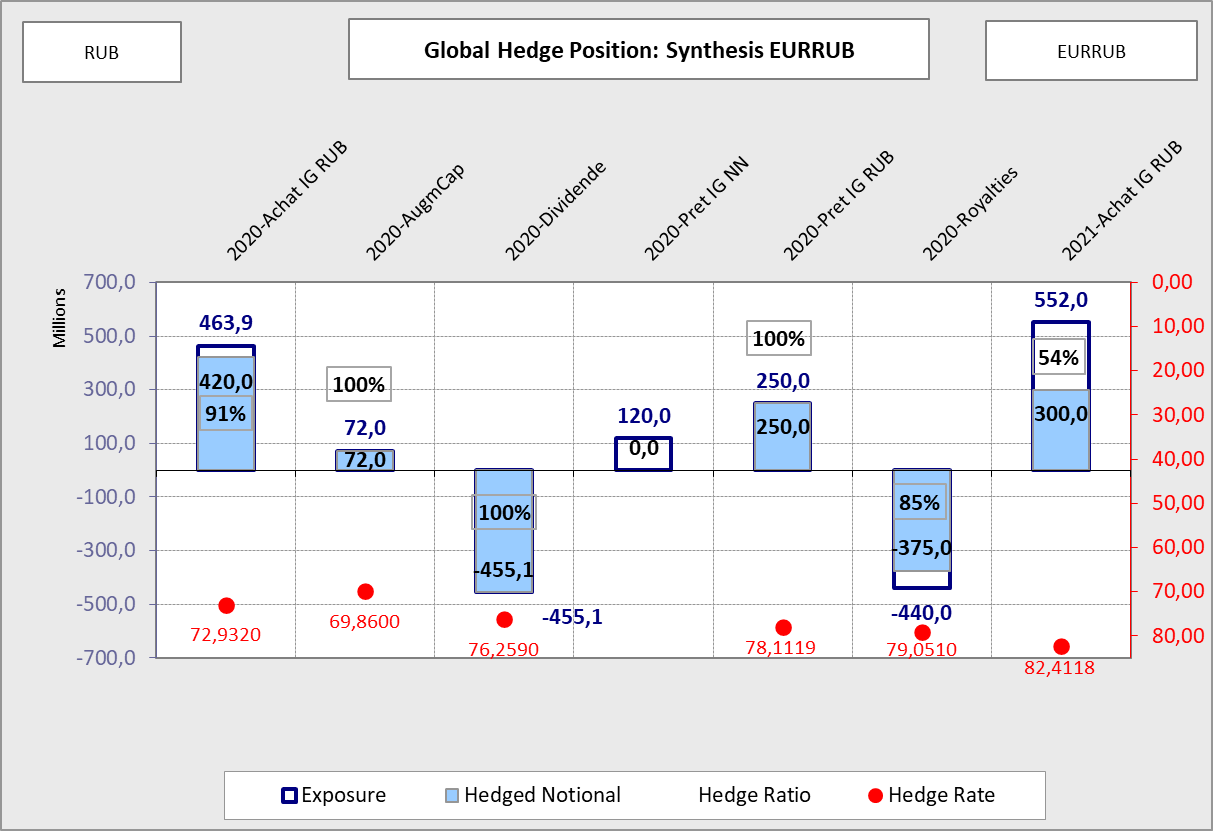 RUB
Global Hedge Position: Synthesis EURRUB
EURRUB
2020-Achat IG RUB
2020-AugmCap
2020-Dividende
2020-Pret IG NN
2020-Pret IG RUB
2020-Royalties
2021-Achat IG RUB
Millions
700,0
500,0
300,0
100,0
-100,0
-300,0
-500,0
-700,0
463,9
420,0
91%
72,9320
100%
72,0
72,0
69,8600
100%
-455,1
-455,1
76,2590
120,0
0,0
100%
250,0
250,0
78,1119
85%
-375,0
-440,0
79,0510
552,0
54%
300,0
82,4118
0,00
10,00
20,00
30,00
40,00
50,00
60,00
70,00
80,00
Exposure
Hedged Notional
Hedge Ratio
Hedge Rate